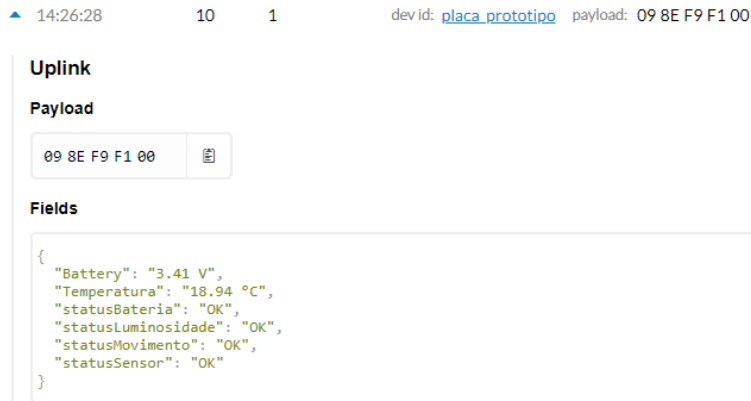 14:26:28 10 1 dev id: placa_prototipo payload: 09 8E F9 F1 00
Uplink
Payload
09 8E F9 F1 00
Fields
{
"Battery": "3.41 V",
"Temperatura": "18.94 °C",
"statusBateria": "OK",
"statusLuminosidade": "OK",
"statusMovimento": "OK",
"statusSensor": "OK"
}